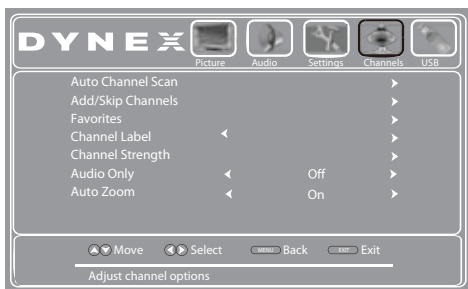 DYNEX
Picture Audio Settings Channels USB
Auto Channel Scan
Add/Skip Channels
Favorites
Channel Label
Channel Strength
Audio Only Off
Auto Zoom On
Move Select MENU Back EXIT Exit
Adjust channel options